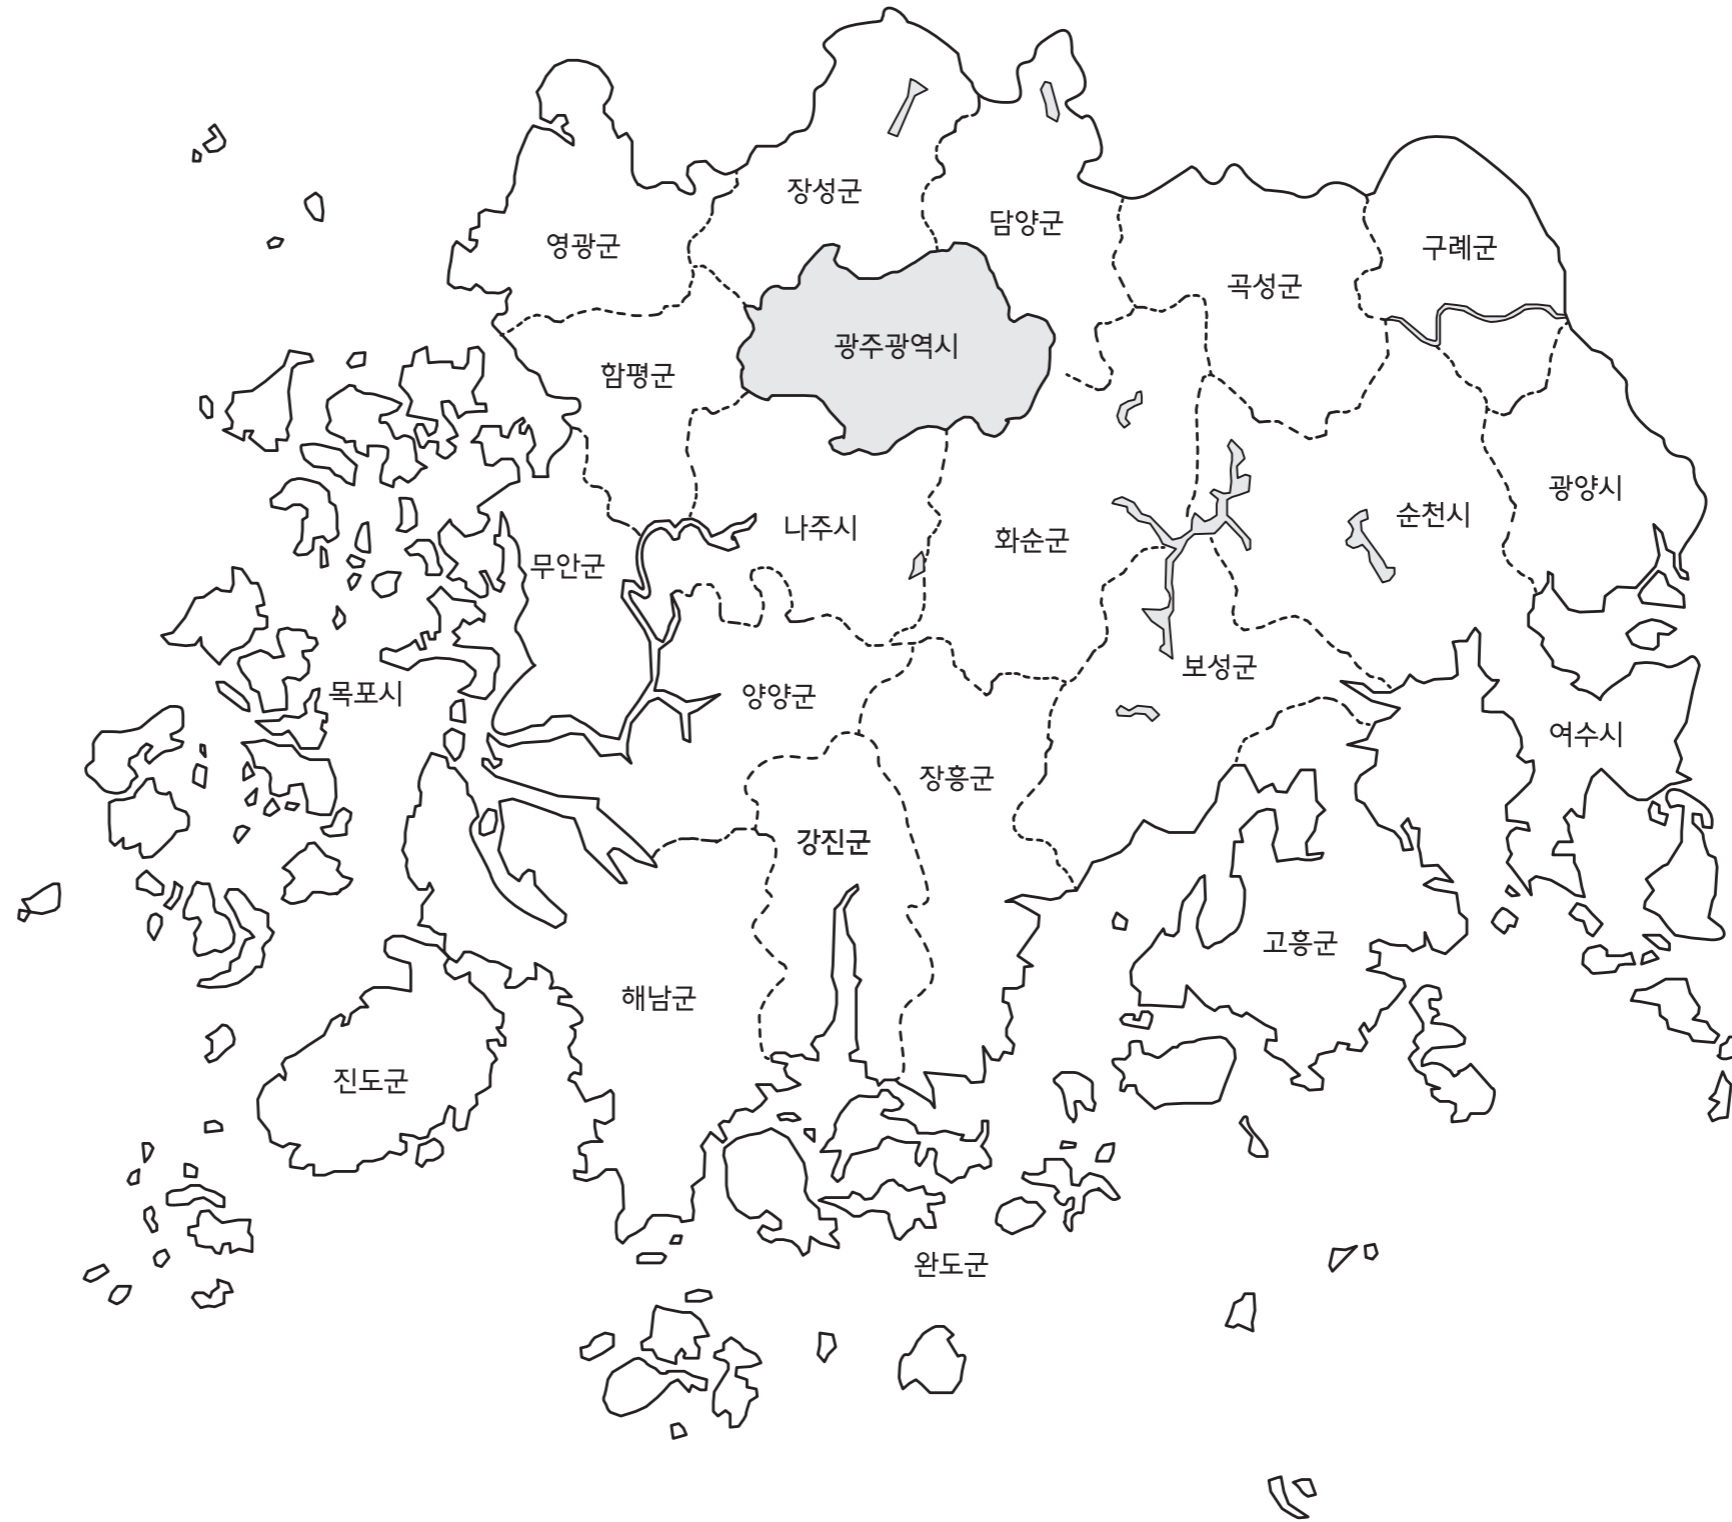 장성군
담양군
영광군
구례군
곡성군
광주광역시
함평군
광양시
순천시
나주시
화순군
무안군
보성군
목포시
양양군
여수시
장흥군
강진군
고흥군
해남군
진도군
완도군